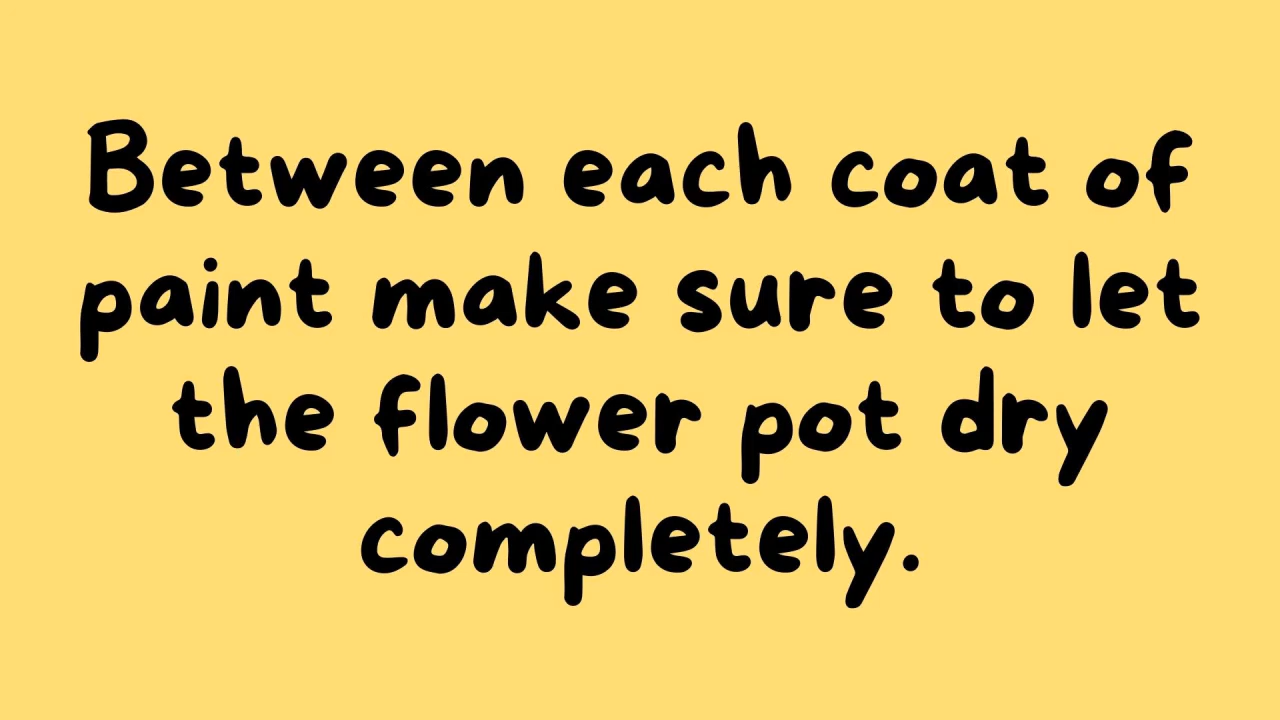 Between each coat of
paint make sure to let
the flower pot dry
completely.